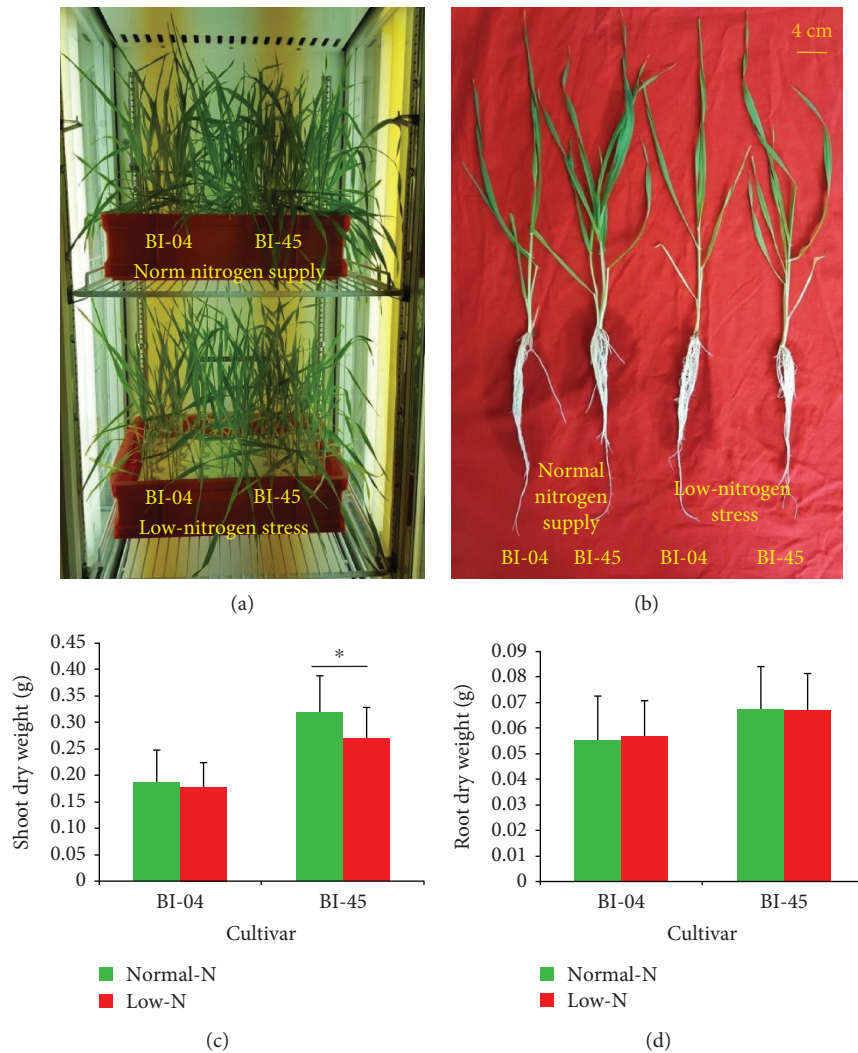 BI-04 BI-45
Norm nitrogen supply
BI-04 BI-45
Low-nitrogen stress
(a)
4 cm
Normal
nitrogen
supply
Low-nitrogen
stress
BI-04 BI-45 BI-04 BI-45
(b)
Shoot dry weight (g)
0.45
0.40
0.35
0.30
0.25
0.20
0.15
0.10
0.05
0
*
BI-04 BI-45
Cultivar
Normal-N
Low-N
(c)
Root dry weight (g)
0.09
0.08
0.07
0.06
0.05
0.04
0.03
0.02
0.01
0
BI-04 BI-45
Cultivar
Normal-N
Low-N
(d)